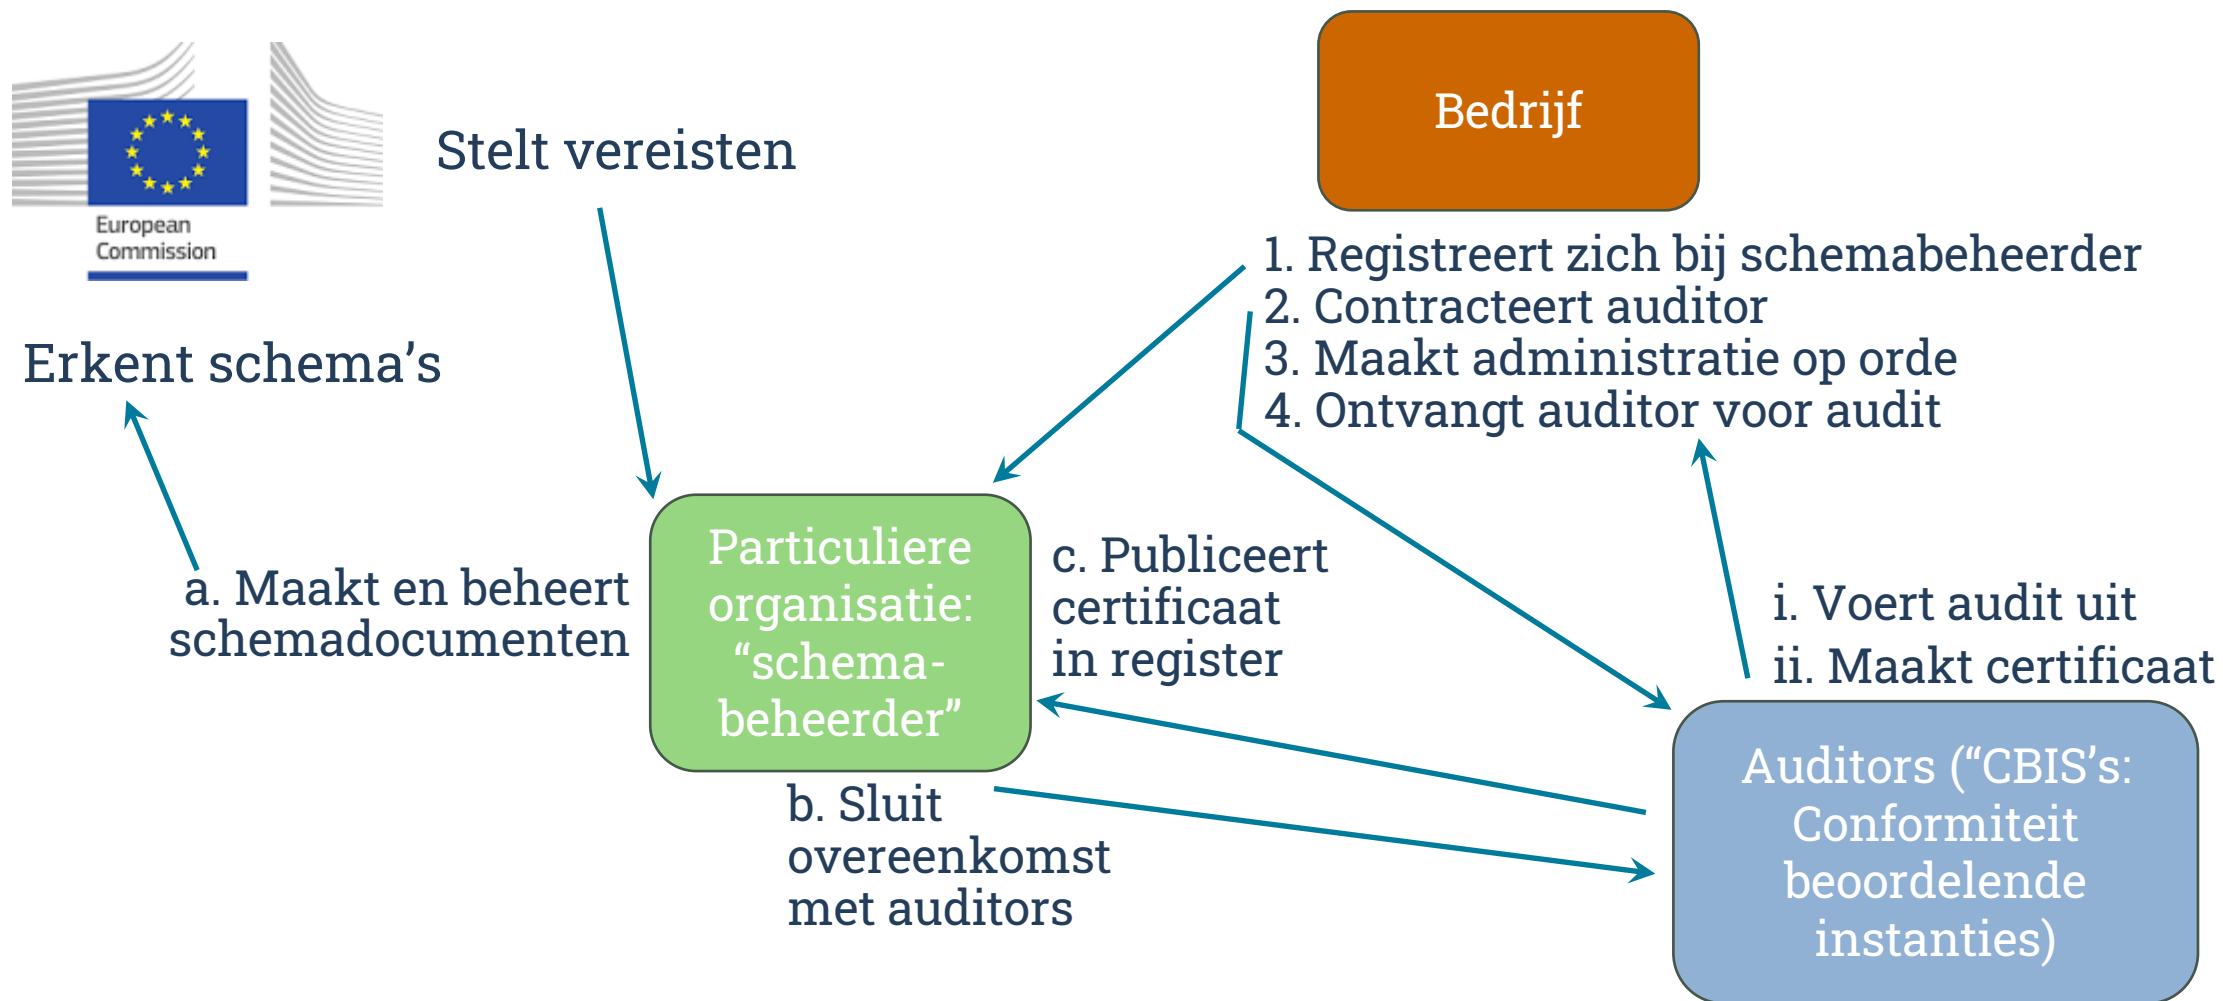 European
Commission
Stelt vereisten
Erkent schema’s
Bedrijf
1. Registreert zich bij schemabeheerder
2. Contracteert auditor
3. Maakt administratie op orde
4. Ontvangt auditor voor audit
a. Maakt en beheert
schemadocumenten
Particuliere
organisatie:
“schema-
beheerder”
c. Publiceert
certificaat
in register
b. Sluit
overeenkomst
met auditors
i. Voert audit uit
ii. Maakt certificaat
Auditors (“CBIS’s:
Conformiteit
beoordelende
instanties)